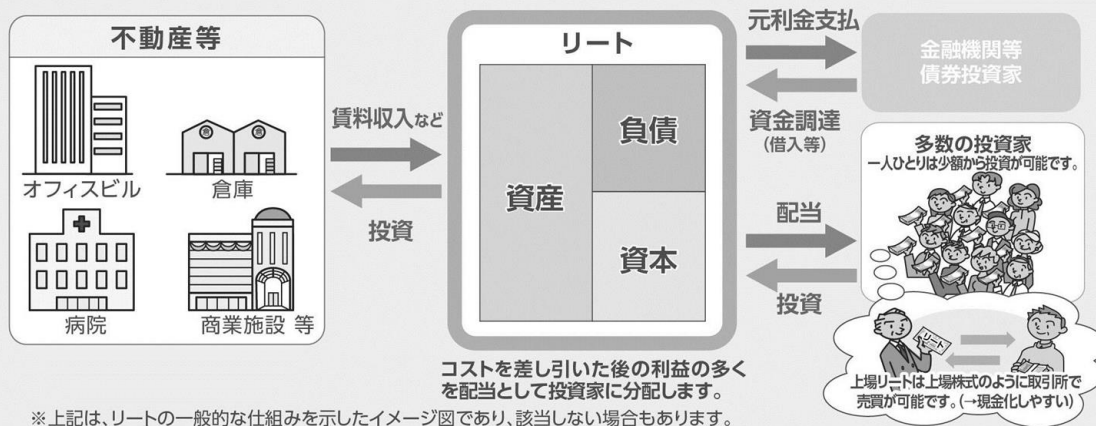 不動産等
オフィスビル
倉庫
病院
商業施設 等
賃料収入など
投資
リート
資産
負債
資本
コストを差し引いた後の利益の多く
を配当として投資家に分配します。
元利金支払
資金調達
(借入等)
金融機関等
債券投資家
配当
投資
多数の投資家
一人ひとりは少額から投資が可能です。
リート
上場リートは上場株式のように取引所で
売買が可能です。(→現金化しやすい)
※上記は、リートの一般的な仕組みを示したイメージ図であり、該当しない場合もあります。